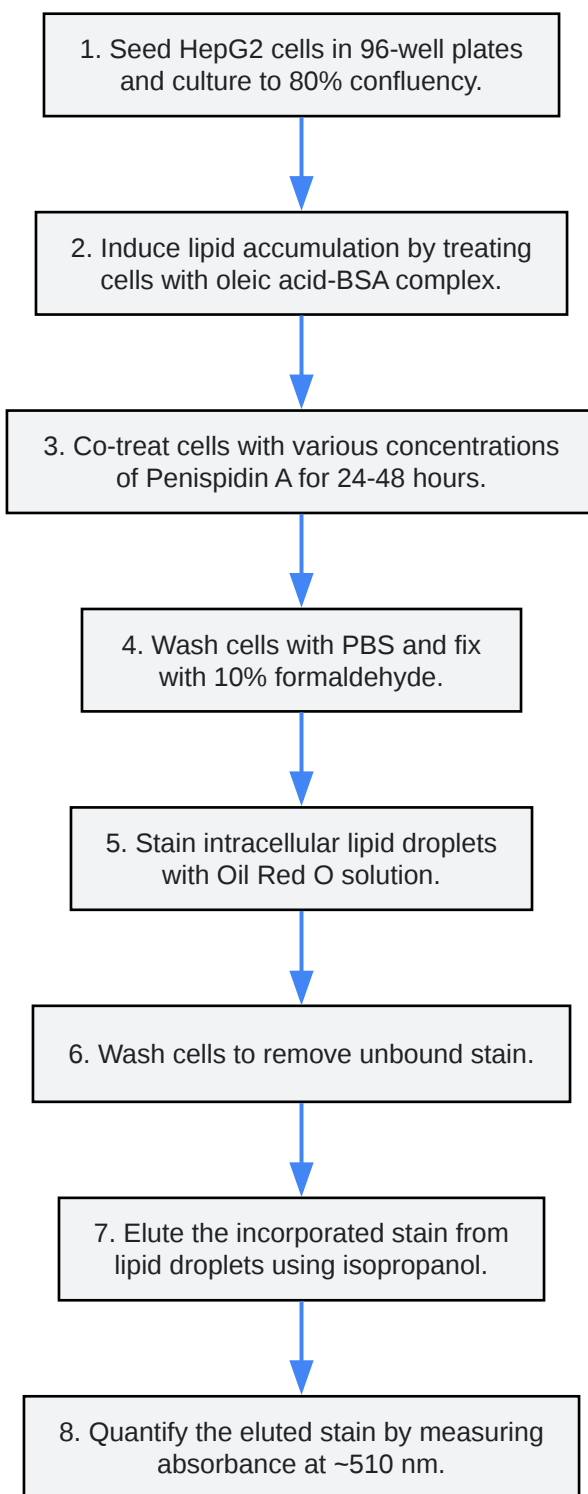 1. Seed HepG2 cells in 96-well plates
and culture to 80% confluency.
2. Induce lipid accumulation by treating
cells with oleic acid-BSA complex.
3. Co-treat cells with various concentrations
of Penispidin A for 24-48 hours.
4. Wash cells with PBS and fix
with 10% formaldehyde.
5. Stain intracellular lipid droplets
with Oil Red O solution.
6. Wash cells to remove unbound stain.
7. Elute the incorporated stain from
lipid droplets using isopropanol.
8. Quantify the eluted stain by measuring
absorbance at ~510 nm.